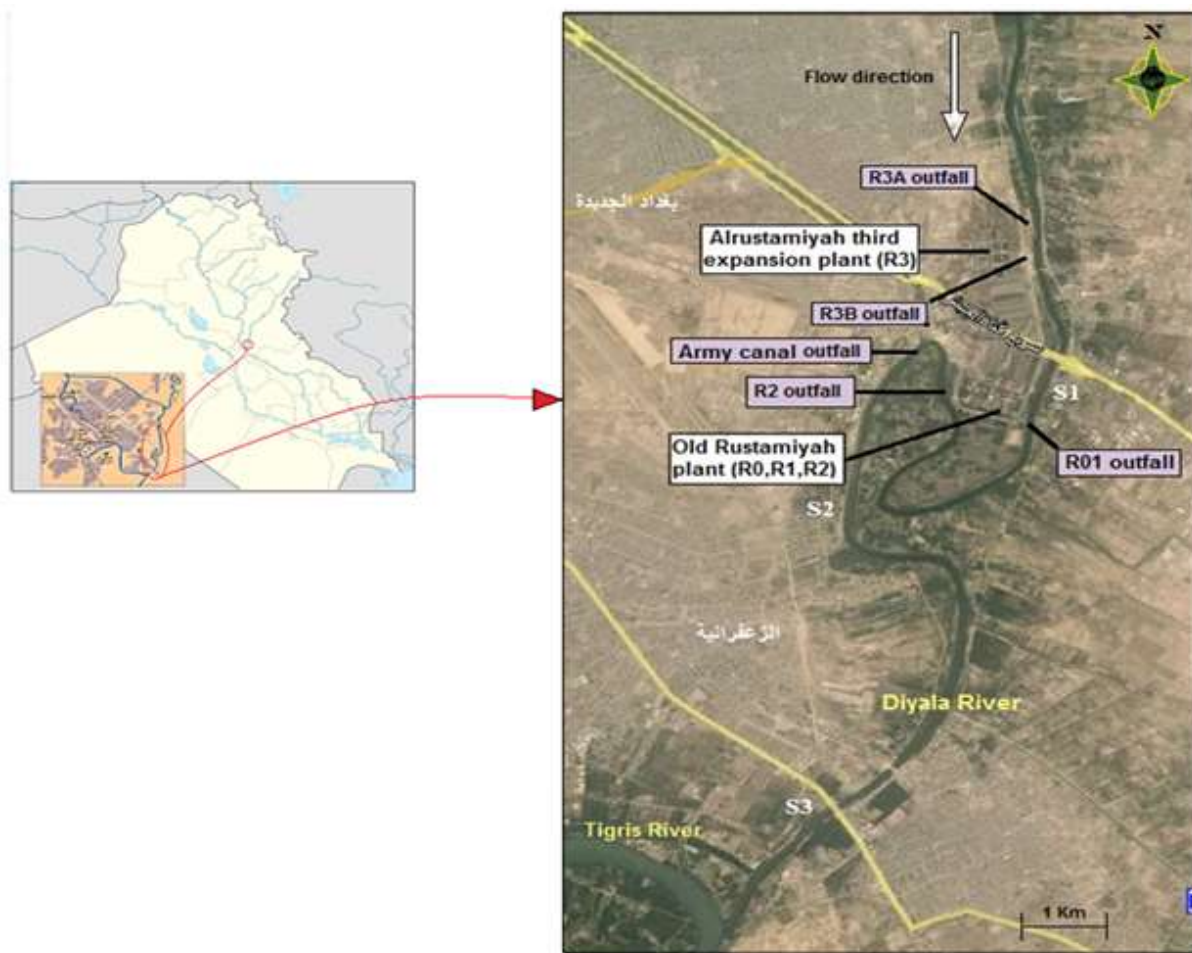 N
Flow direction
R3A outfall
بغداد الجديدة
Alrustamiyah third
expansion plant (R3)
R3B outfall
Army canal outfall
R2 outfall
S1
Old Rustamiyah
plant (R0,R1,R2)
R01 outfall
S2
الزعفرانية
Diyala River
S3
Tigris River
1 Km